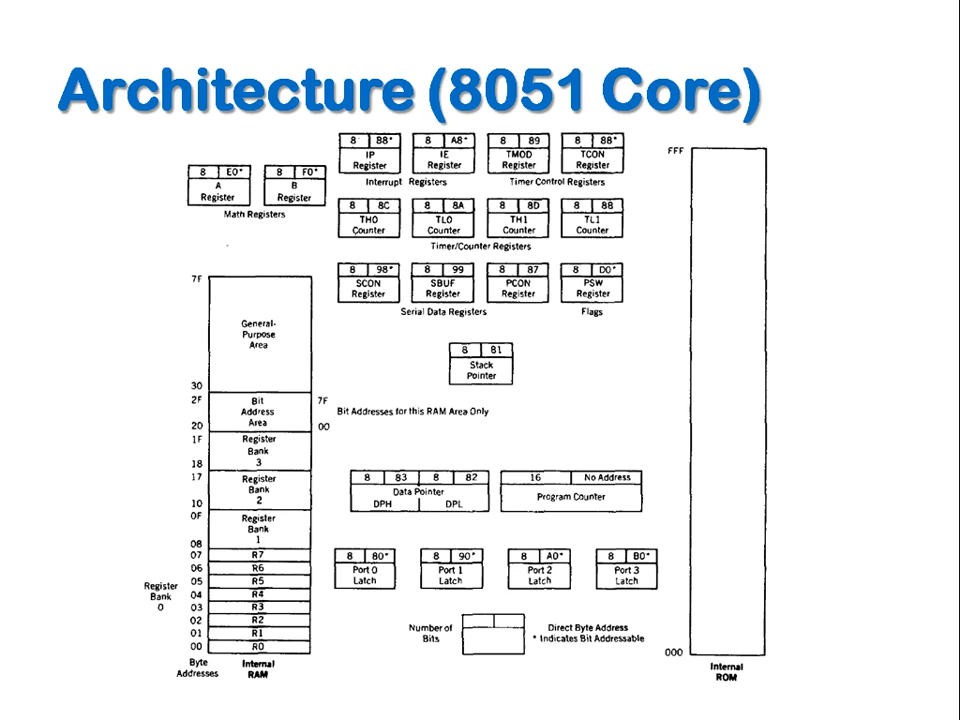 Architecture (8051 Core)
8 B8* 8 A8* 8 89 8 88*
IP Register IE Register TMOD Register TCON Register
Interrupt Registers Timer Control Registers
8 E0* 8 F0*
A Register B Register
Math Registers
8 8C 8 8A 8 8D 8 8B
TH0 Counter TL0 Counter TH1 Counter TL1 Counter
Timer/Counter Registers
8 98* 8 99 8 87 8 D0*
SCON Register SBUF Register PCON Register PSW Register
Serial Data Registers Flags
8 81
Stack
Pointer
7F
General-
Purpose
Area
30
2F
Bit
Address
Area
20
7F
00
Bit Addresses for this RAM Area Only
1F
Register
Bank
3
18
17
Register
Bank
2
10
0F
Register
Bank
1
08
07 R7
06 R6
05 R5
04 R4
03 R3
02 R2
01 R1
00 R0
Register
Bank
0
Byte
Addresses
Internal
RAM
8 83 8 82
Data Pointer
DPH DPL
16 No Address
Program Counter
8 80* 8 90* 8 A0* 8 B0*
Port 0 Latch Port 1 Latch Port 2 Latch Port 3 Latch
Number of
Bits
Direct Byte Address
* Indicates Bit Addressable
FFF
000
Internal
ROM